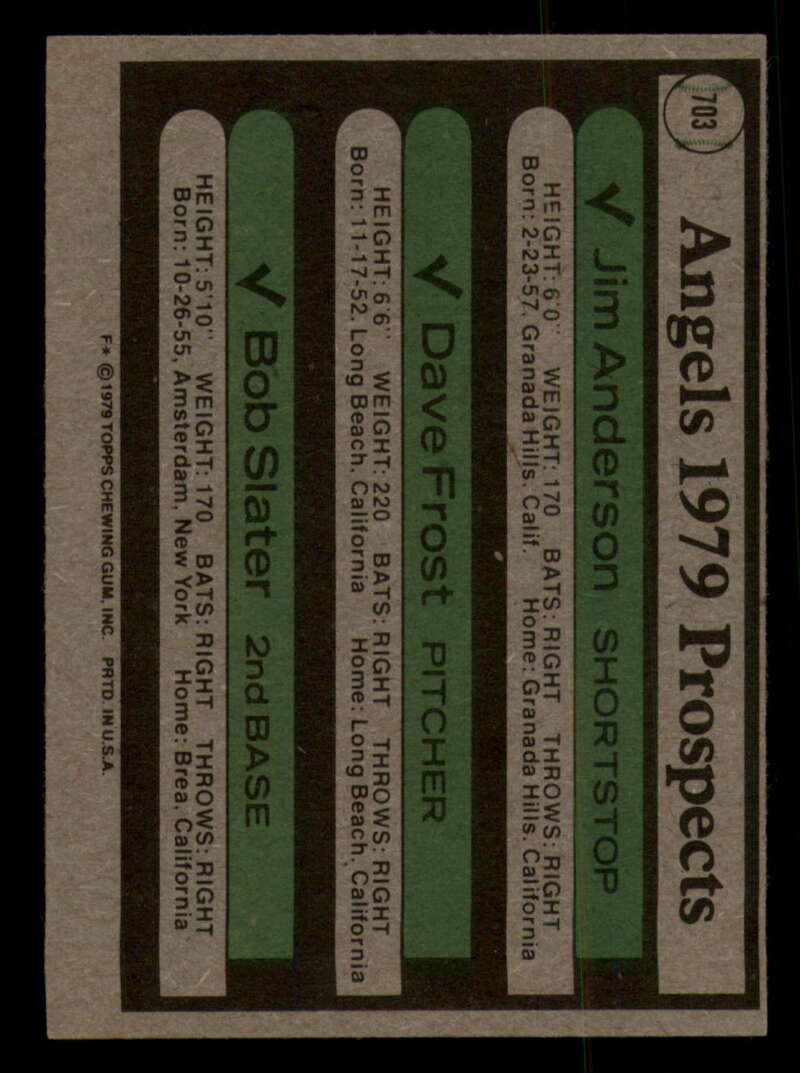 703
Angels 1979 Prospects
✓ Jim Anderson SHORTSTOP
HEIGHT: 6'0" WEIGHT: 170 BATS: RIGHT THROWS: RIGHT
Born: 2-23-57, Granada Hills, Calif. Home: Granada Hills, California
✓ Dave Frost PITCHER
HEIGHT: 6'6" WEIGHT: 220 BATS: RIGHT THROWS: RIGHT
Born: 11-17-52, Long Beach, California Home: Long Beach, California
✓ Bob Slater 2nd BASE
HEIGHT: 5'10" WEIGHT: 170 BATS: RIGHT THROWS: RIGHT
Born: 10-26-55, Amsterdam, New York Home: Brea, California
F* © 1979 TOPPS CHEWING GUM, INC. PRTD. IN U.S.A.